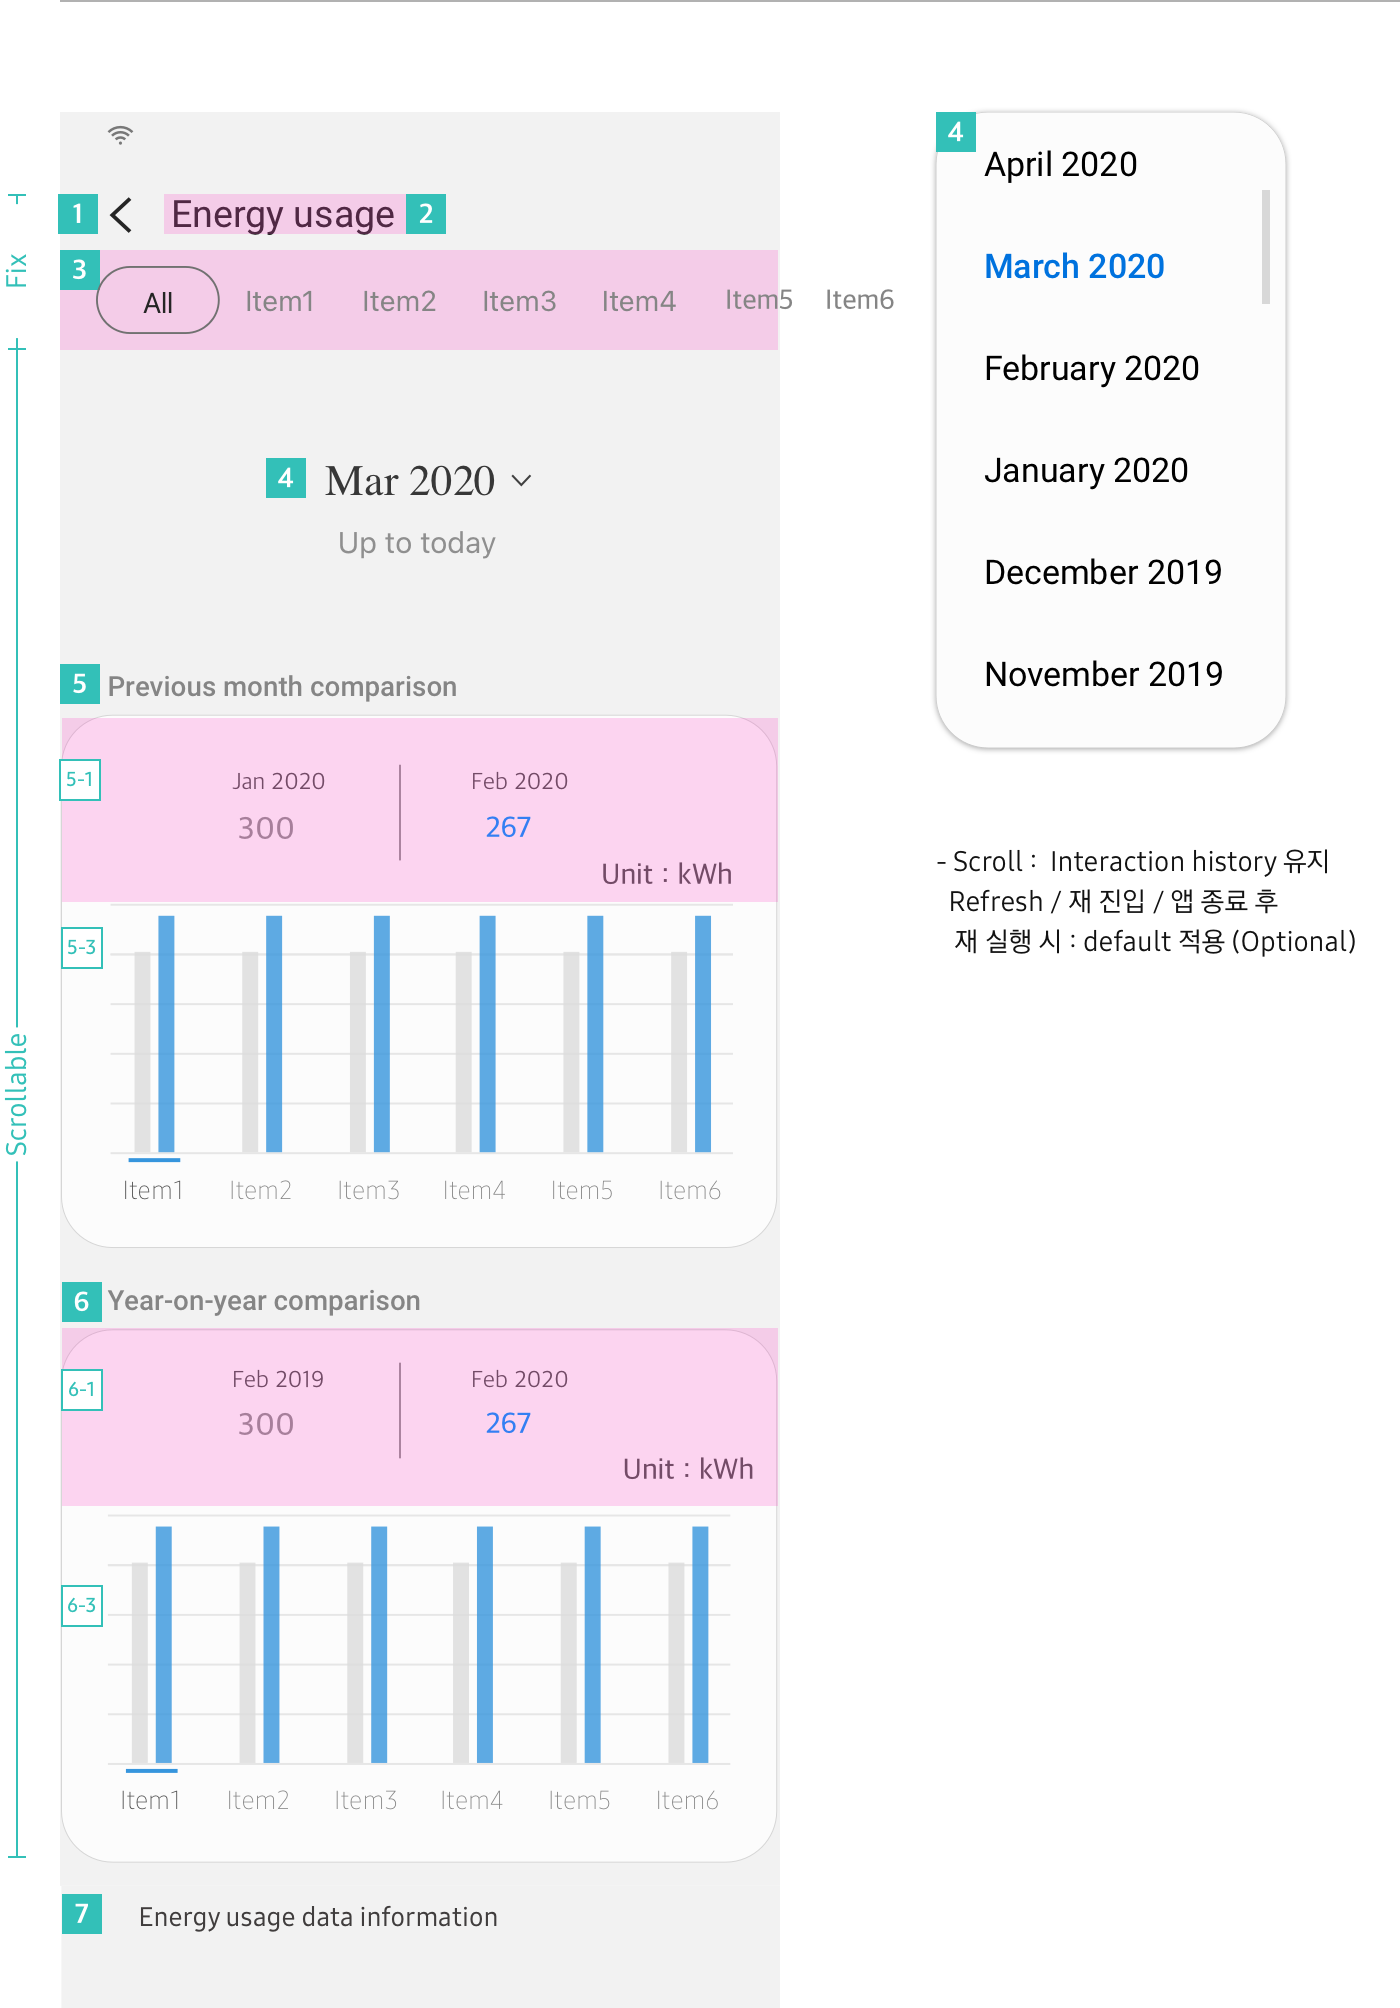 1
Energy usage
2
Fix
3
All
Item1
Item2
Item3
Item4
Item5
Item6
4
Mar 2020
Up to today
5
Previous month comparison
5-1
Jan 2020
Feb 2020
300
267
Unit : kWh
5-3
Scrollable
Item1
Item2
Item3
Item4
Item5
Item6
6
Year-on-year comparison
6-1
Feb 2019
Feb 2020
300
267
Unit : kWh
6-3
Item1
Item2
Item3
Item4
Item5
Item6
7
Energy usage data information
4
April 2020
March 2020
February 2020
January 2020
December 2019
November 2019
- Scroll : Interaction history 유지
Refresh / 재 진입 / 앱 종료 후
재 실행 시 : default 적용 (Optional)